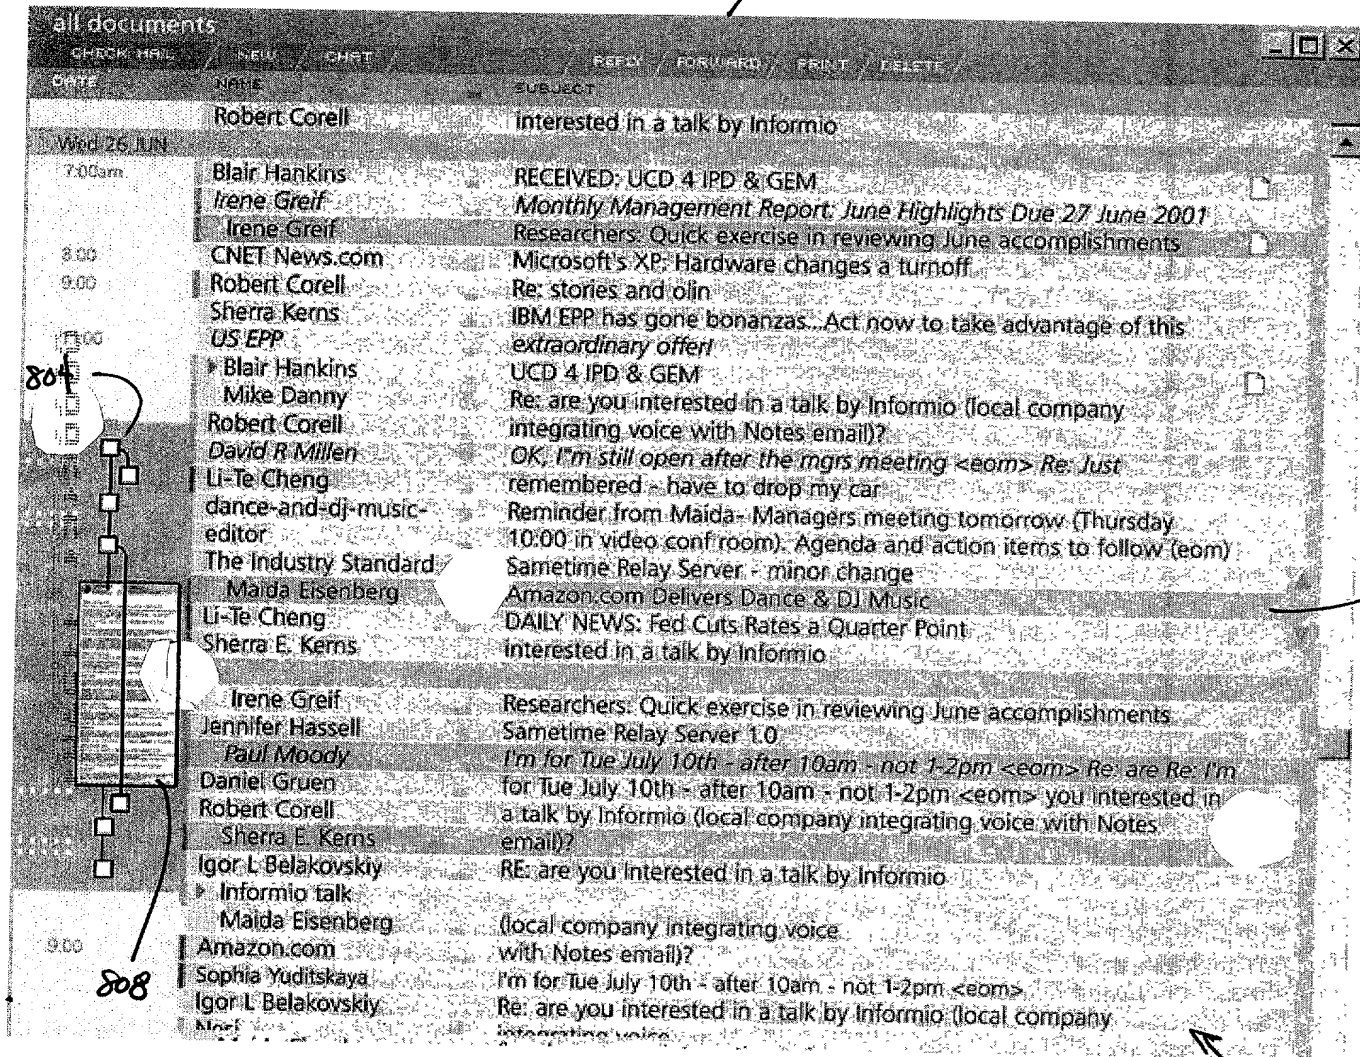 all documents
CHECK MAIL / NEW / CHAT / REPLY / FORWARD / PRINT / DELETE /
DATE NAME SUBJECT
Robert Corell interested in a talk by Informio
Wed 26 JUN
7:00am Blair Hankins RECEIVED: UCD 4 IPD & GEM
Irene Greif Monthly Management Report: June Highlights Due 27 June 2001
Irene Greif Researchers: Quick exercise in reviewing June accomplishments
8:00 CNET News.com Microsoft's XP: Hardware changes a turnoff
9:00 Robert Corell Re: stories and olin
Sherra Kerns IBM EPP has gone bonanzas...Act now to take advantage of this
US EPP extraordinary offer!
804 Blair Hankins UCD 4 IPD & GEM
Mike Danny Re: are you interested in a talk by Informio (local company
Robert Corell integrating voice with Notes email)?
David R Millen OK, I"m still open after the mgrs meeting <eom> Re: Just
Li-Te Cheng remembered - have to drop my car
dance-and-dj-music- Reminder from Maida- Managers meeting tomorrow (Thursday
editor 10:00 in video conf room). Agenda and action items to follow (eom)
The Industry Standard Sametime Relay Server - minor change
Maida Eisenberg Amazon.com Delivers Dance & DJ Music
Li-Te Cheng DAILY NEWS: Fed Cuts Rates a Quarter Point
Sherra E. Kerns interested in a talk by Informio
Irene Greif Researchers: Quick exercise in reviewing June accomplishments
Jennifer Hassell Sametime Relay Server 1.0
Paul Moody I'm for Tue July 10th - after 10am - not 1-2pm <eom> Re: are Re: I'm
Daniel Gruen for Tue July 10th - after 10am - not 1-2pm <eom> you interested in
Robert Corell a talk by Informio (local company integrating voice with Notes
Sherra E. Kerns email)?
Igor L Belakovskiy RE: are you interested in a talk by Informio
Informio talk
Maida Eisenberg (local company integrating voice
9:00 Amazon.com with Notes email)?
808 Sophia Yuditskaya I'm for Tue July 10th - after 10am - not 1-2pm <eom>
Igor L Belakovskiy Re: are you interested in a talk by Informio (local company
integrating voice